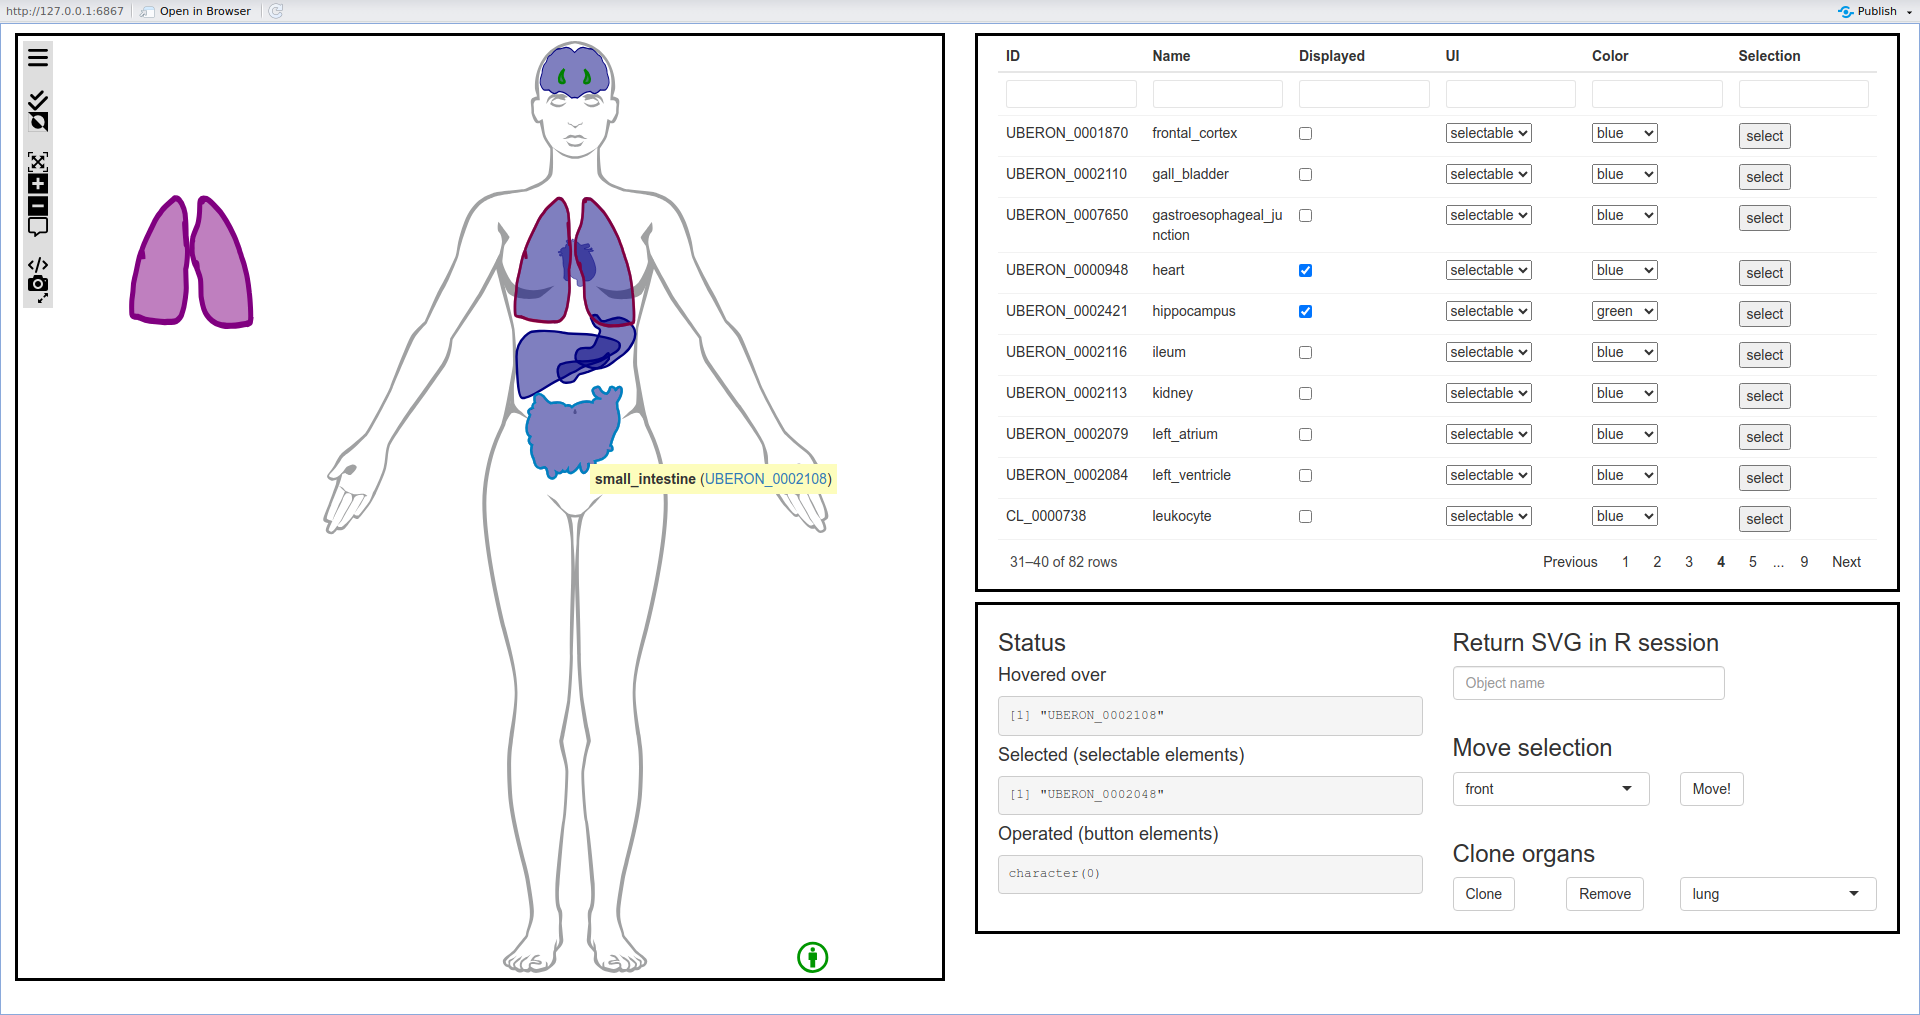 http://127.0.0.1:6867 Open in Browser Publish
small_intestine (UBERON_0002108)
ID Name Displayed UI Color Selection
UBERON_0001870 frontal_cortex selectable blue select
UBERON_0002110 gall_bladder selectable blue select
UBERON_0007650 gastroesophageal_ju selectable blue select
nction
UBERON_0000948 heart selectable blue select
UBERON_0002421 hippocampus selectable green select
UBERON_0002116 ileum selectable blue select
UBERON_0002113 kidney selectable blue select
UBERON_0002079 left_atrium selectable blue select
UBERON_0002084 left_ventricle selectable blue select
CL_0000738 leukocyte selectable blue select
31–40 of 82 rows Previous 1 2 3 4 5 ... 9 Next
Status
Hovered over
[1] "UBERON_0002108"
Selected (selectable elements)
[1] "UBERON_0002048"
Operated (button elements)
character(0)
Return SVG in R session
Object name
Move selection
front Move!
Clone organs
Clone Remove lung